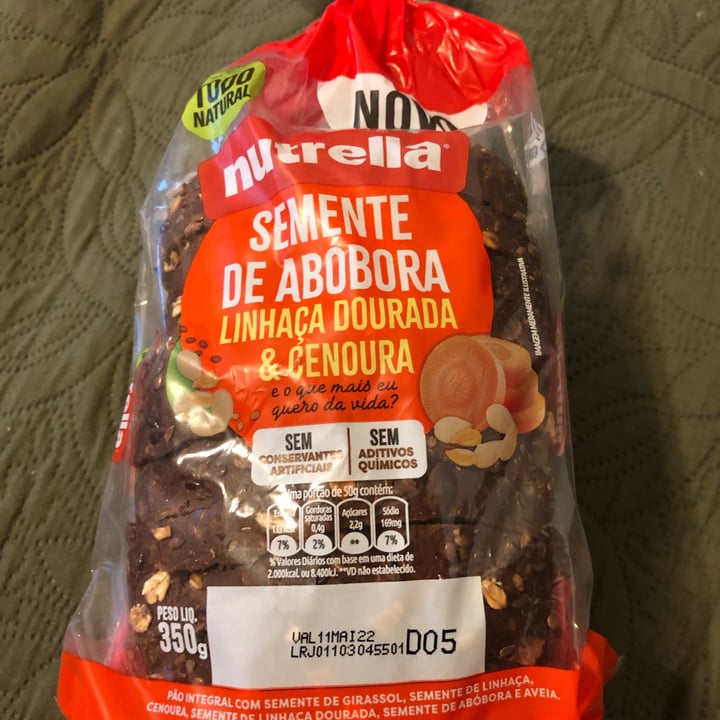 TUDO
NATURAL
NOVO
nutrella
SEMENTE
DE ABÓBORA
LINHAÇA DOURADA
& CENOURA
e o que mais eu
quero da vida?
SEM
CONSERVANTES
ARTIFICIAIS
SEM
ADITIVOS
QUÍMICOS
IMAGEM MERAMENTE ILUSTRATIVA
Uma porção de 50g contém:
Gorduras
saturadas
0,4g
2%
Açúcares
2,2g
**
Sódio
169mg
7%
7%
% Valores Diários com base em uma dieta de
2.000kcal. ou 8.400kJ. **VD não estabelecido.
PESO LIQ.
350g
VAL11MAI22
LRJ01103045501 D05
PÃO INTEGRAL COM SEMENTE DE GIRASSOL, SEMENTE DE LINHAÇA,
CENOURA, SEMENTE DE LINHAÇA DOURADA, SEMENTE DE ABÓBORA E AVEIA.